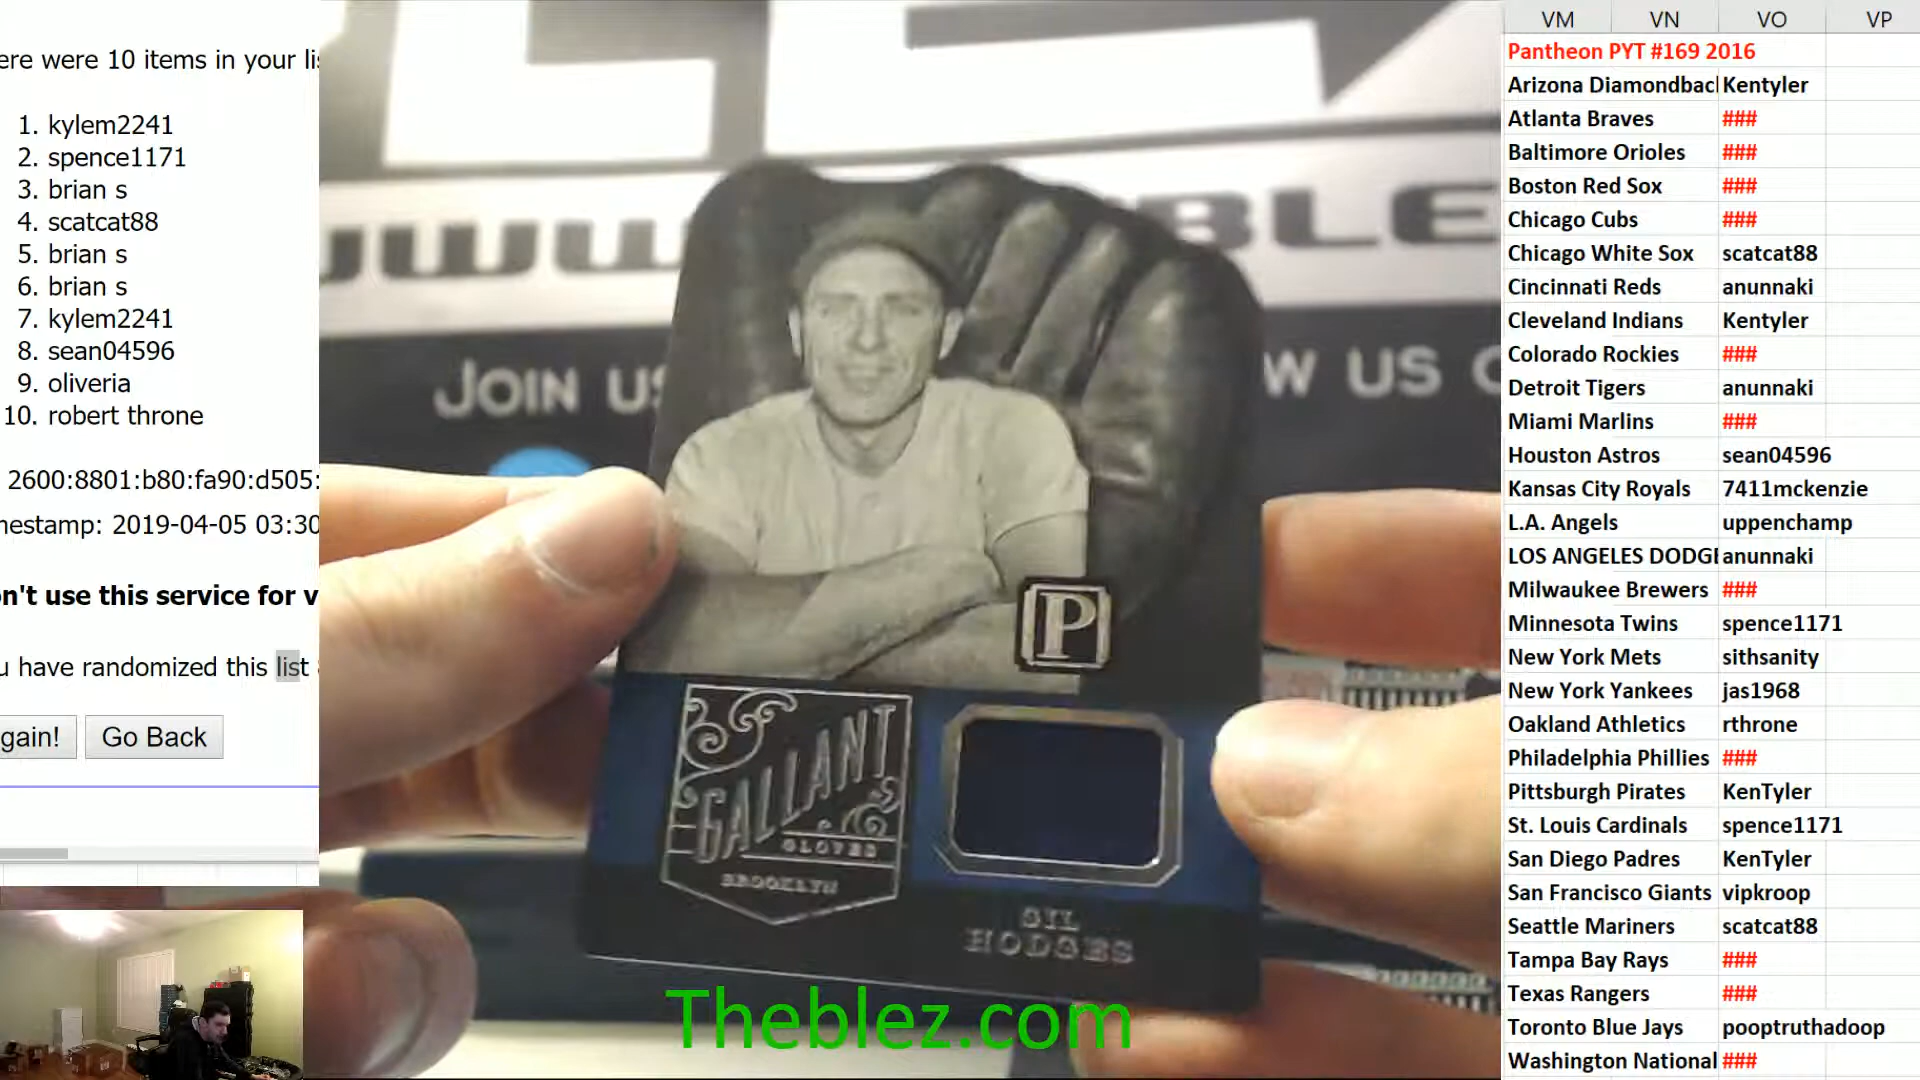 ere were 10 items in your li
1. kylem2241
2. spence1171
3. brian s
4. scatcat88
5. brian s
6. brian s
7. kylem2241
8. sean04596
9. oliveria
10. robert throne
2600:8801:b80:fa90:d505:
nestamp: 2019-04-05 03:30
n't use this service for v
u have randomized this list
gain! Go Back
WWW
BLE
JOIN US
W US
P
GALLANT
GLOVES
BROOKLYN
GIL
HODGES
Theblez.com
VM VN VO VP
Pantheon PYT #169 2016
Arizona Diamondbac Kentyler
Atlanta Braves ###
Baltimore Orioles ###
Boston Red Sox ###
Chicago Cubs ###
Chicago White Sox scatcat88
Cincinnati Reds anunnaki
Cleveland Indians Kentyler
Colorado Rockies ###
Detroit Tigers anunnaki
Miami Marlins ###
Houston Astros sean04596
Kansas City Royals 7411mckenzie
L.A. Angels uppenchamp
LOS ANGELES DODGE anunnaki
Milwaukee Brewers ###
Minnesota Twins spence1171
New York Mets sithsanity
New York Yankees jas1968
Oakland Athletics rthrone
Philadelphia Phillies ###
Pittsburgh Pirates KenTyler
St. Louis Cardinals spence1171
San Diego Padres KenTyler
San Francisco Giants vipkroop
Seattle Mariners scatcat88
Tampa Bay Rays ###
Texas Rangers ###
Toronto Blue Jays pooptruthadoop
Washington National ###